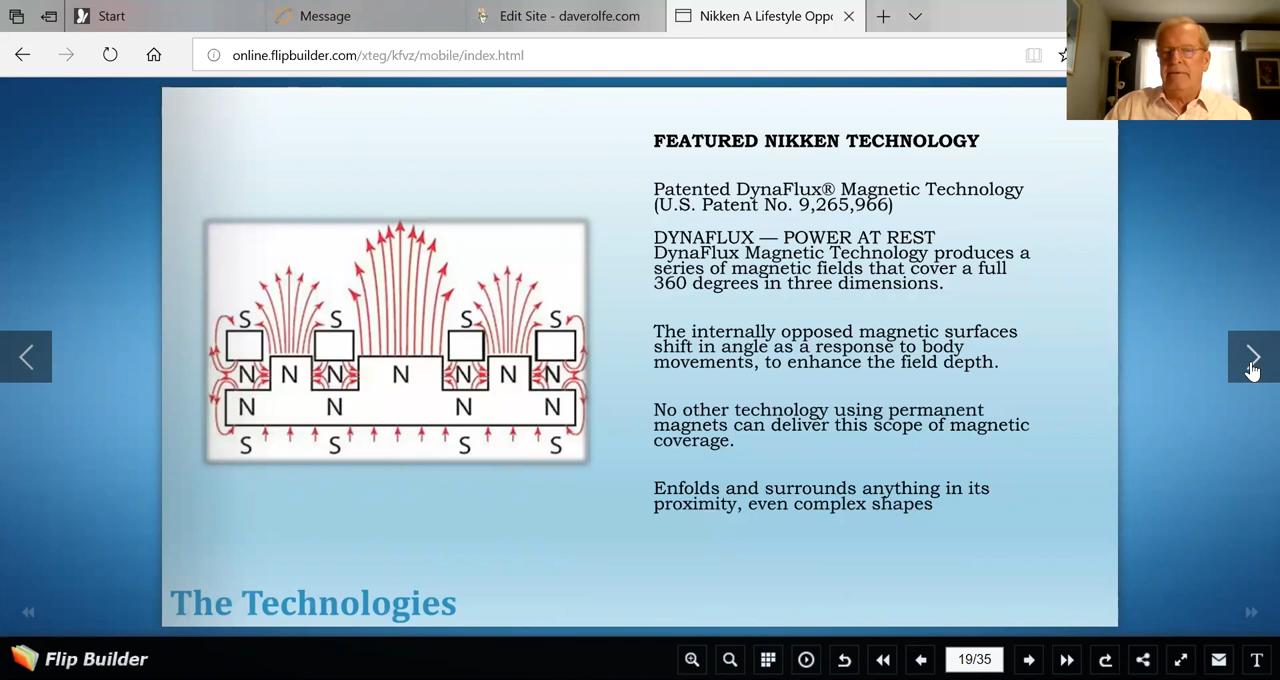 Start
Message
Edit Site - daverolfe.com
Nikken A Lifestyle Oppo
online.flipbuilder.com/xteg/kfvz/mobile/index.html
FEATURED NIKKEN TECHNOLOGY
Patented DynaFlux® Magnetic Technology
(U.S. Patent No. 9,265,966)
DYNAFLUX — POWER AT REST
DynaFlux Magnetic Technology produces a
series of magnetic fields that cover a full
360 degrees in three dimensions.
The internally opposed magnetic surfaces
shift in angle as a response to body
movements, to enhance the field depth.
No other technology using permanent
magnets can deliver this scope of magnetic
coverage.
Enfolds and surrounds anything in its
proximity, even complex shapes
S S S S
N N N N N N N
N N N N
S S S S
The Technologies
Flip Builder
19/35
T